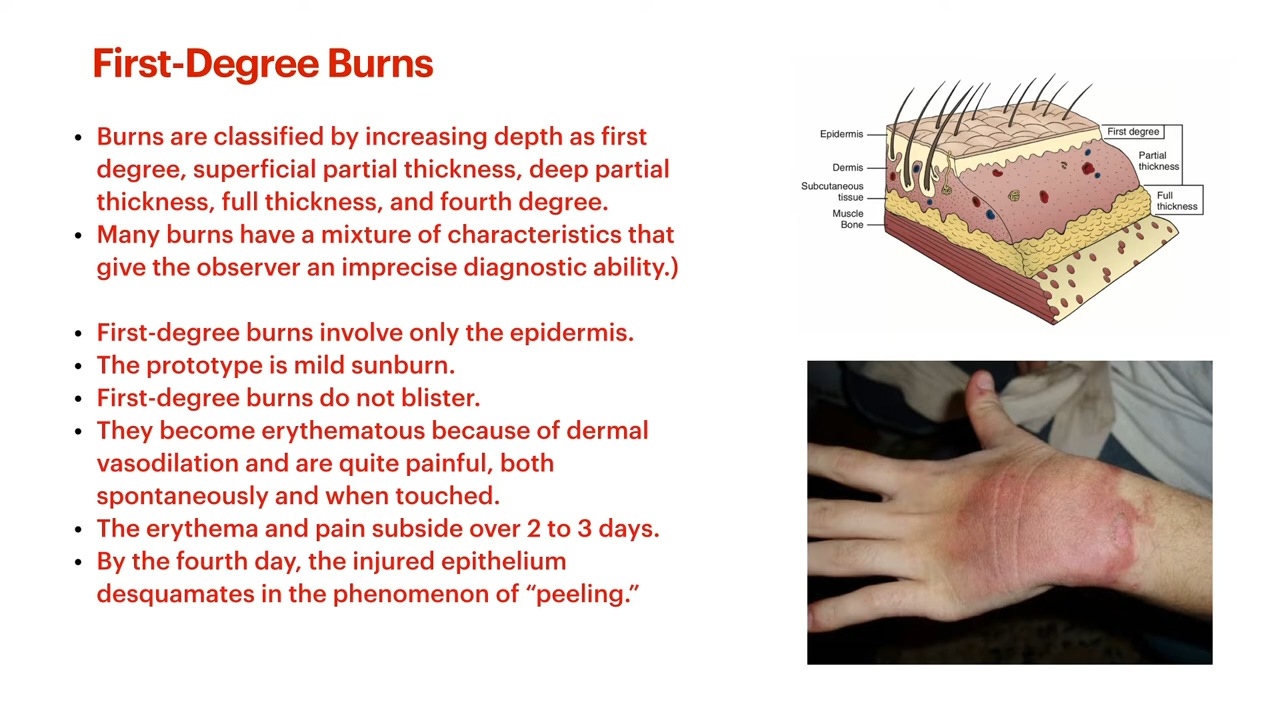 First-Degree Burns
• Burns are classified by increasing depth as first
degree, superficial partial thickness, deep partial
thickness, full thickness, and fourth degree.
• Many burns have a mixture of characteristics that
give the observer an imprecise diagnostic ability.)
• First-degree burns involve only the epidermis.
• The prototype is mild sunburn.
• First-degree burns do not blister.
• They become erythematous because of dermal
vasodilation and are quite painful, both
spontaneously and when touched.
• The erythema and pain subside over 2 to 3 days.
• By the fourth day, the injured epithelium
desquamates in the phenomenon of “peeling.”
Epidermis
Dermis
Subcutaneous
tissue
Muscle
Bone
First degree
Partial
thickness
Full
thickness